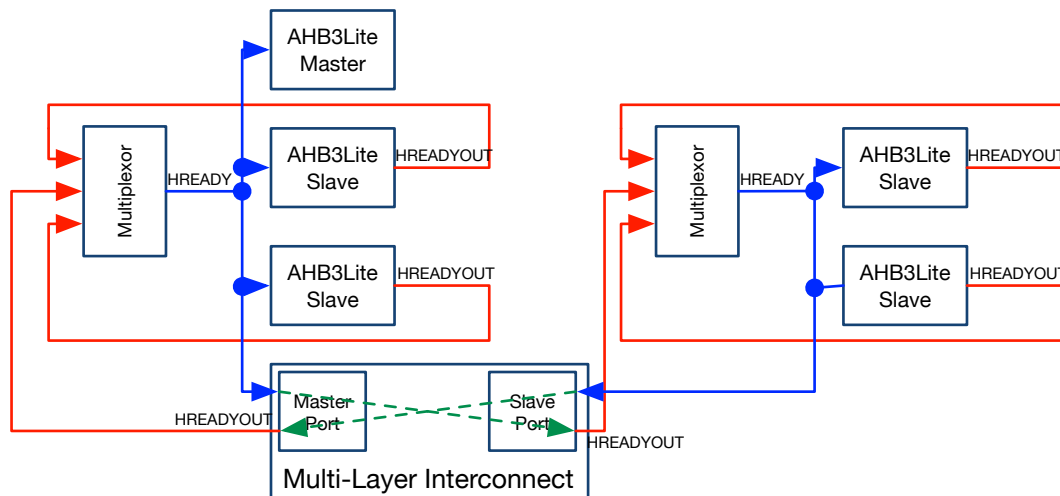 AHB3Lite
Master
Multiplexor
HREADY
AHB3Lite
Slave
HREADYOUT
AHB3Lite
Slave
HREADYOUT
Multiplexor
HREADY
AHB3Lite
Slave
HREADYOUT
AHB3Lite
Slave
HREADYOUT
HREADYOUT
Master
Port
Slave
Port
HREADYOUT
Multi-Layer Interconnect